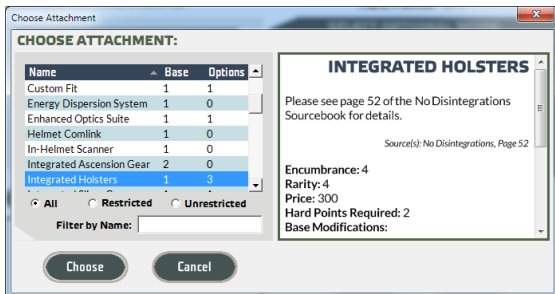 Choose Attachment
CHOOSE ATTACHMENT:
Name Base Options
Custom Fit 1 1
Energy Dispersion System 1 0
Enhanced Optics Suite 1 1
Helmet Comlink 1 0
In-Helmet Scanner 1 0
Integrated Ascension Gear 2 0
Integrated Holsters 1 3
All Restricted Unrestricted
Filter by Name:
Choose Cancel
INTEGRATED HOLSTERS
Please see page 52 of the No Disintegrations
Sourcebook for details.
Source(s): No Disintegrations, Page 52
Encumbrance: 4
Rarity: 4
Price: 300
Hard Points Required: 2
Base Modifications: